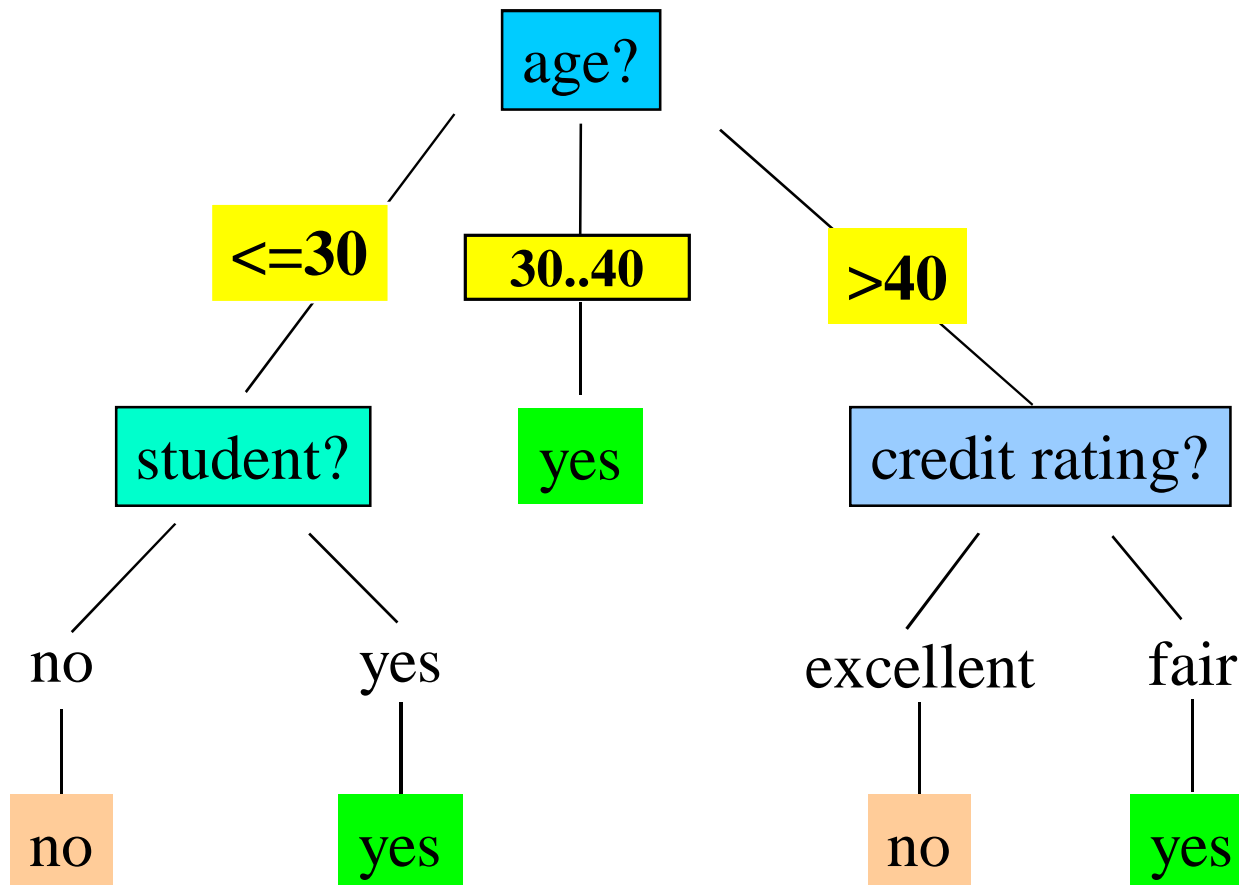 age?
<=30
30..40
>40
student?
yes
credit rating?
no
yes
excellent
fair
no
yes
no
yes